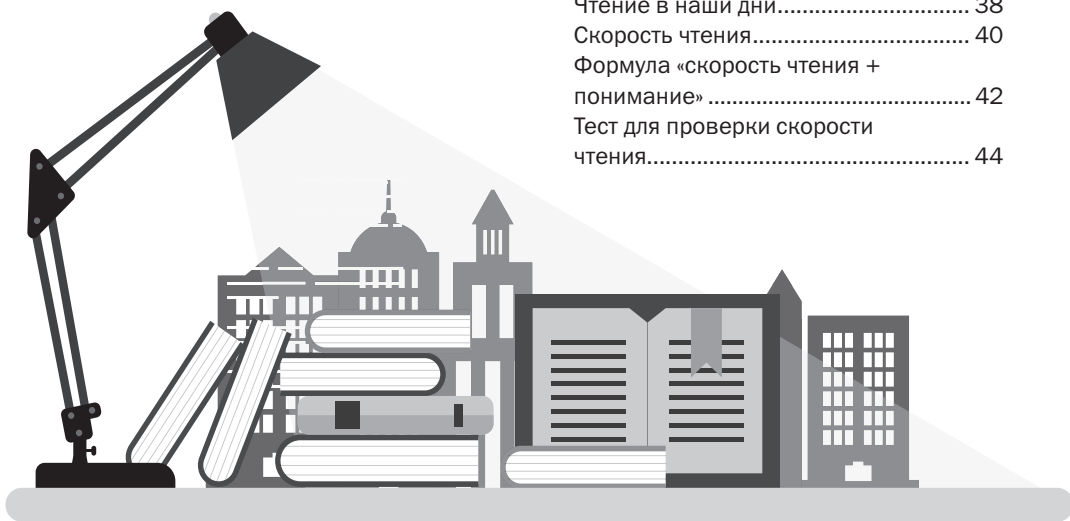 Чтение в наши дни............................... 38
Скорость чтения................................... 40
Формула «скорость чтения +
понимание» .......................................... 42
Тест для проверки скорости
чтения.................................................... 44